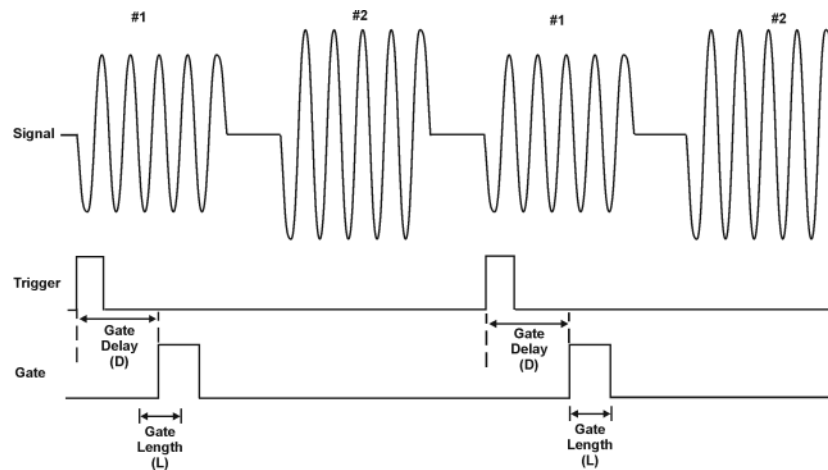 #1
#2
#1
#2
Signal
Trigger
Gate
Delay
(D)
Gate
Delay
(D)
Gate
Gate
Length
(L)
Gate
Length
(L)